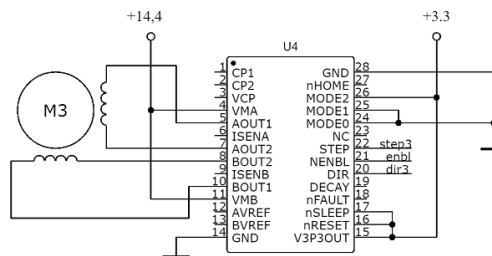 +14,4
+3.3
U4
M3
1 CP1 GND 28
2 CP2 nHOME 27
3 VCP MODE2 26
4 VMA MODE1 25
5 AOUT1 MODE0 24
6 ISENA NC 23
7 AOUT2 STEP 22 step3
8 BOUT2 NENBL 21 enbl
9 ISENB DIR 20 dir3
10 BOUT1 DECAY 19
11 VMB nFAULT 18
12 AVREF nSLEEP 17
13 BVREF nRESET 16
14 GND V3P3OUT 15